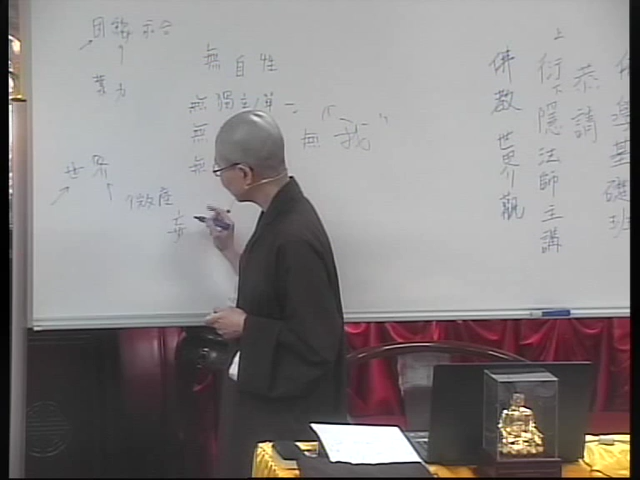 佛學基礎班
恭請
上衍下隱法師主講
佛教世界觀
因緣和合
業力
無自性
無獨立單一
無
無
無"我"
世界
微塵